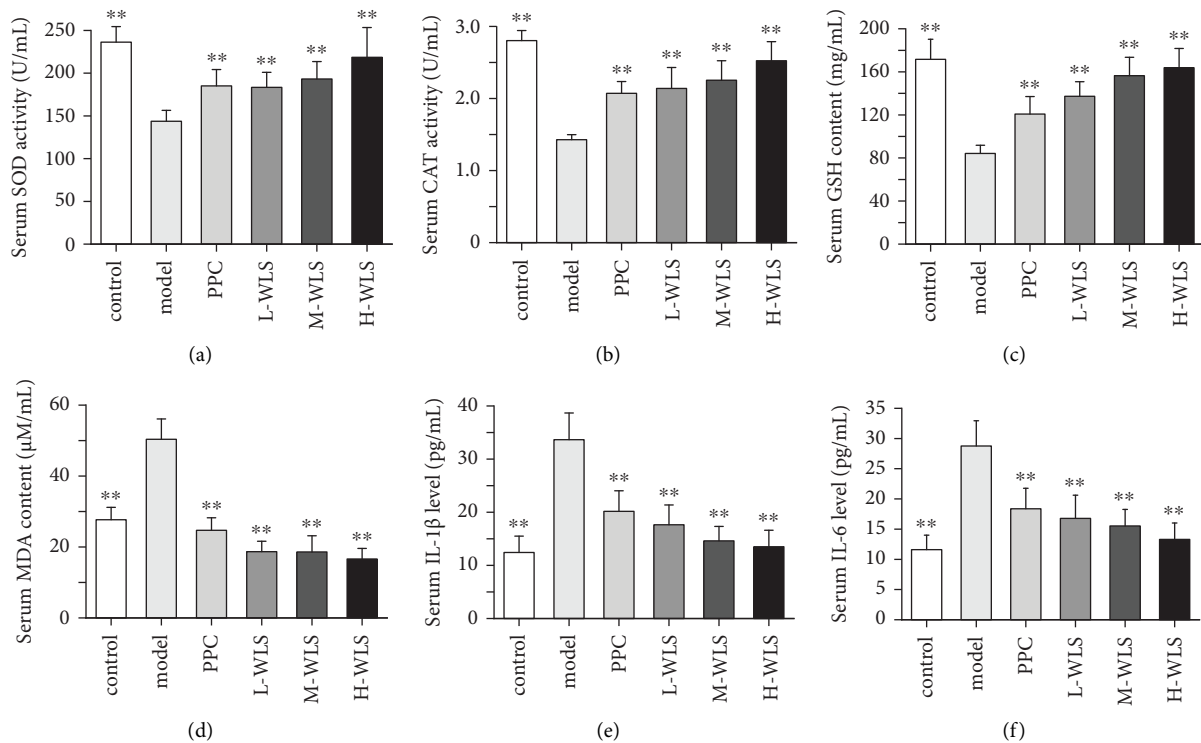 Serum SOD activity (U/mL)
250
200
150
100
50
0
**
**
**
**
**
control
model
PPC
L-WLS
M-WLS
H-WLS
(a)
Serum CAT activity (U/mL)
3.0
2.0
1.0
0
**
**
**
**
**
control
model
PPC
L-WLS
M-WLS
H-WLS
(b)
Serum GSH content (mg/mL)
200
160
120
80
40
0
**
**
**
**
**
control
model
PPC
L-WLS
M-WLS
H-WLS
(c)
Serum MDA content (μM/mL)
60
40
20
0
**
**
**
**
**
control
model
PPC
L-WLS
M-WLS
H-WLS
(d)
Serum IL-1β level (pg/mL)
40
30
20
10
0
**
**
**
**
**
control
model
PPC
L-WLS
M-WLS
H-WLS
(e)
Serum IL-6 level (pg/mL)
35
30
25
20
15
10
5
0
**
**
**
**
**
control
model
PPC
L-WLS
M-WLS
H-WLS
(f)